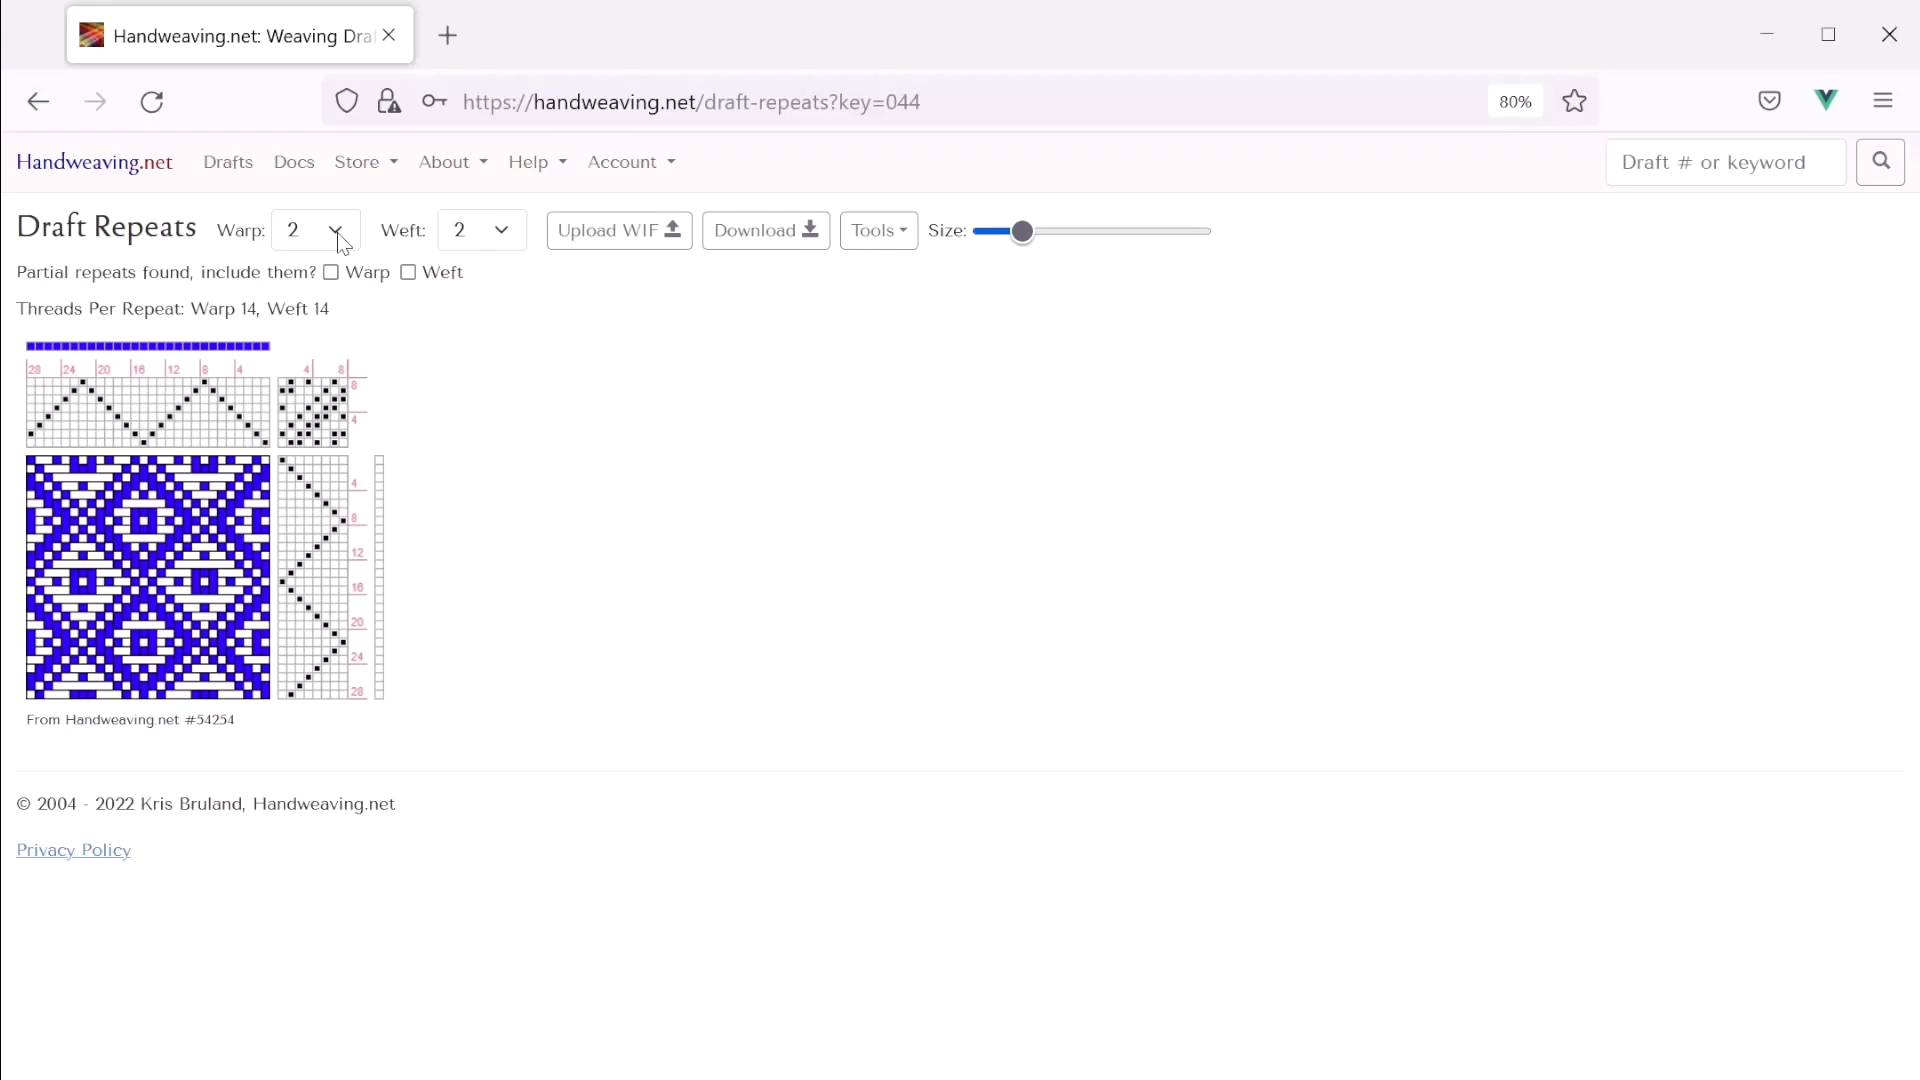 Handweaving.net: Weaving Dra
https://handweaving.net/draft-repeats?key=044
80%
Handweaving.net Drafts Docs Store About Help Account Draft # or keyword
Draft Repeats Warp: 2 Weft: 2 Upload WIF Download Tools Size:
Partial repeats found, include them? Warp Weft
Threads Per Repeat: Warp 14, Weft 14
28 24 20 16 12 8 4 4 8
8
4
4
8
12
16
20
24
28
From Handweaving.net #54254
© 2004 - 2022 Kris Bruland, Handweaving.net
Privacy Policy